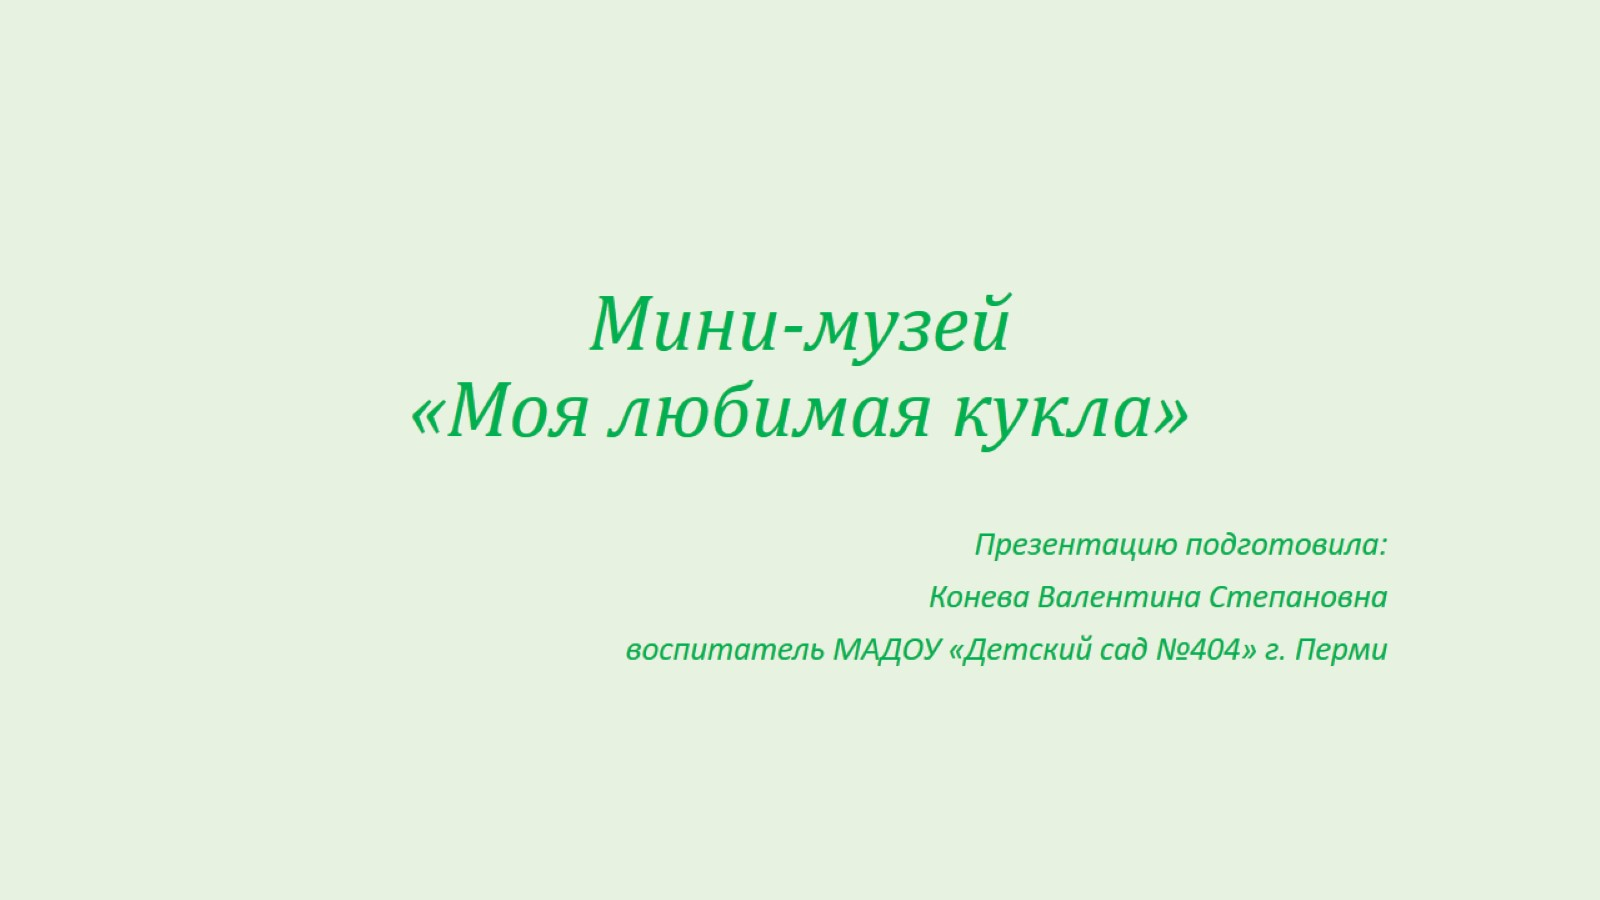 Мини-музей
«Моя любимая кукла»
Презентацию подготовила:
Конева Валентина Степановна
воспитатель МАДОУ «Детский сад №404» г. Перми